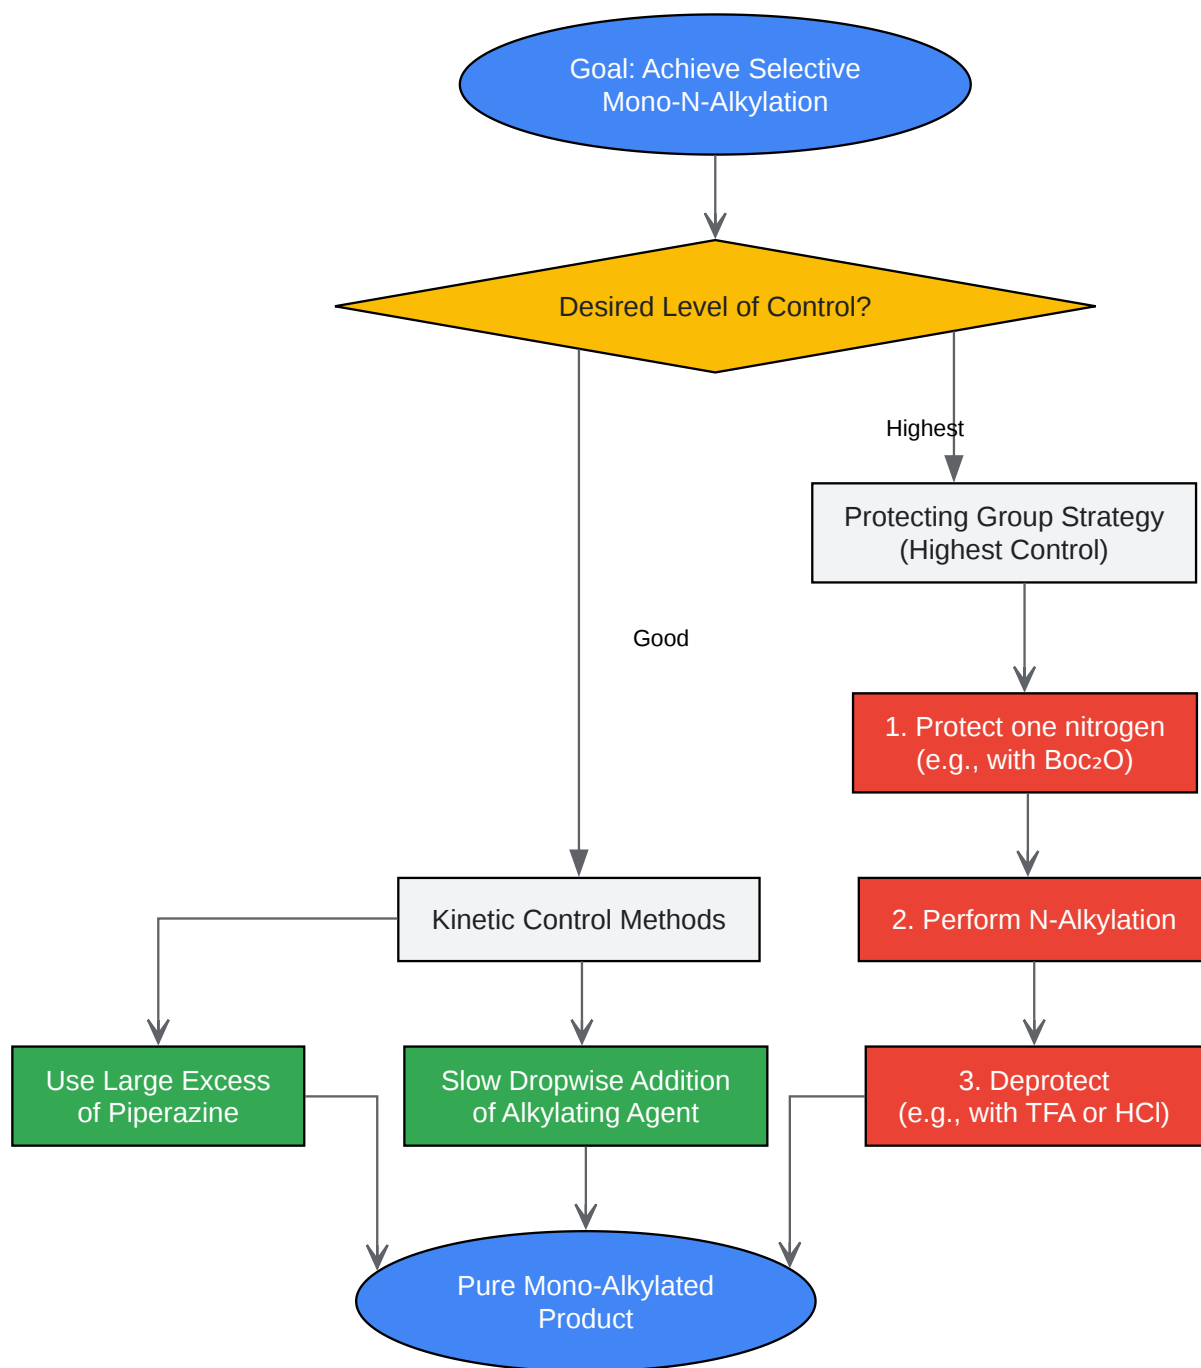 Goal: Achieve Selective
Mono-N-Alkylation
Desired Level of Control?
Highest
Protecting Group Strategy
(Highest Control)
Good
1. Protect one nitrogen
(e.g., with Boc₂O)
Kinetic Control Methods
2. Perform N-Alkylation
Use Large Excess
of Piperazine
Slow Dropwise Addition
of Alkylating Agent
3. Deprotect
(e.g., with TFA or HCl)
Pure Mono-Alkylated
Product